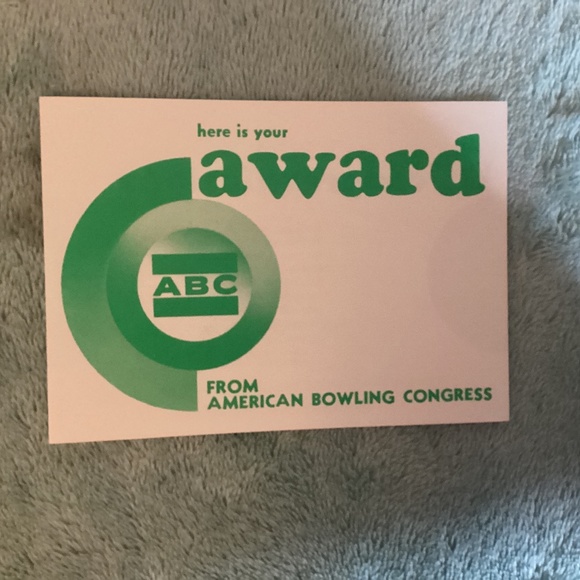 here is your
award
ABC
FROM
AMERICAN BOWLING CONGRESS